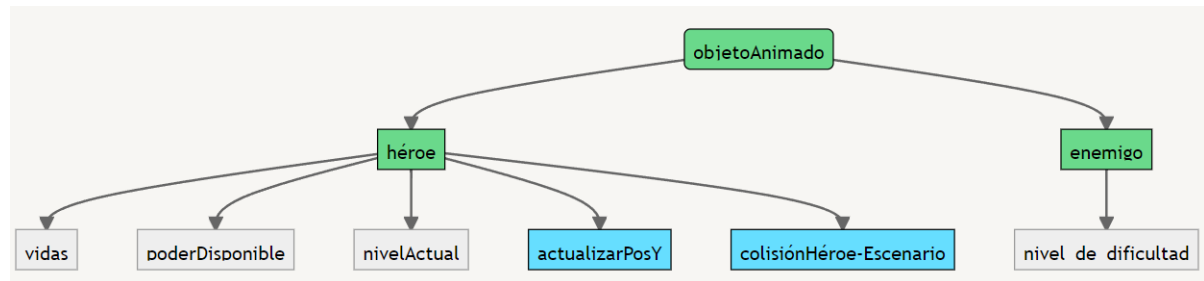 objetoAnimado
héroe
enemigo
vidas
poderDisponible
nivelActual
actualizarPosY
colisiónHéroe-Escenario
nivel de dificultad